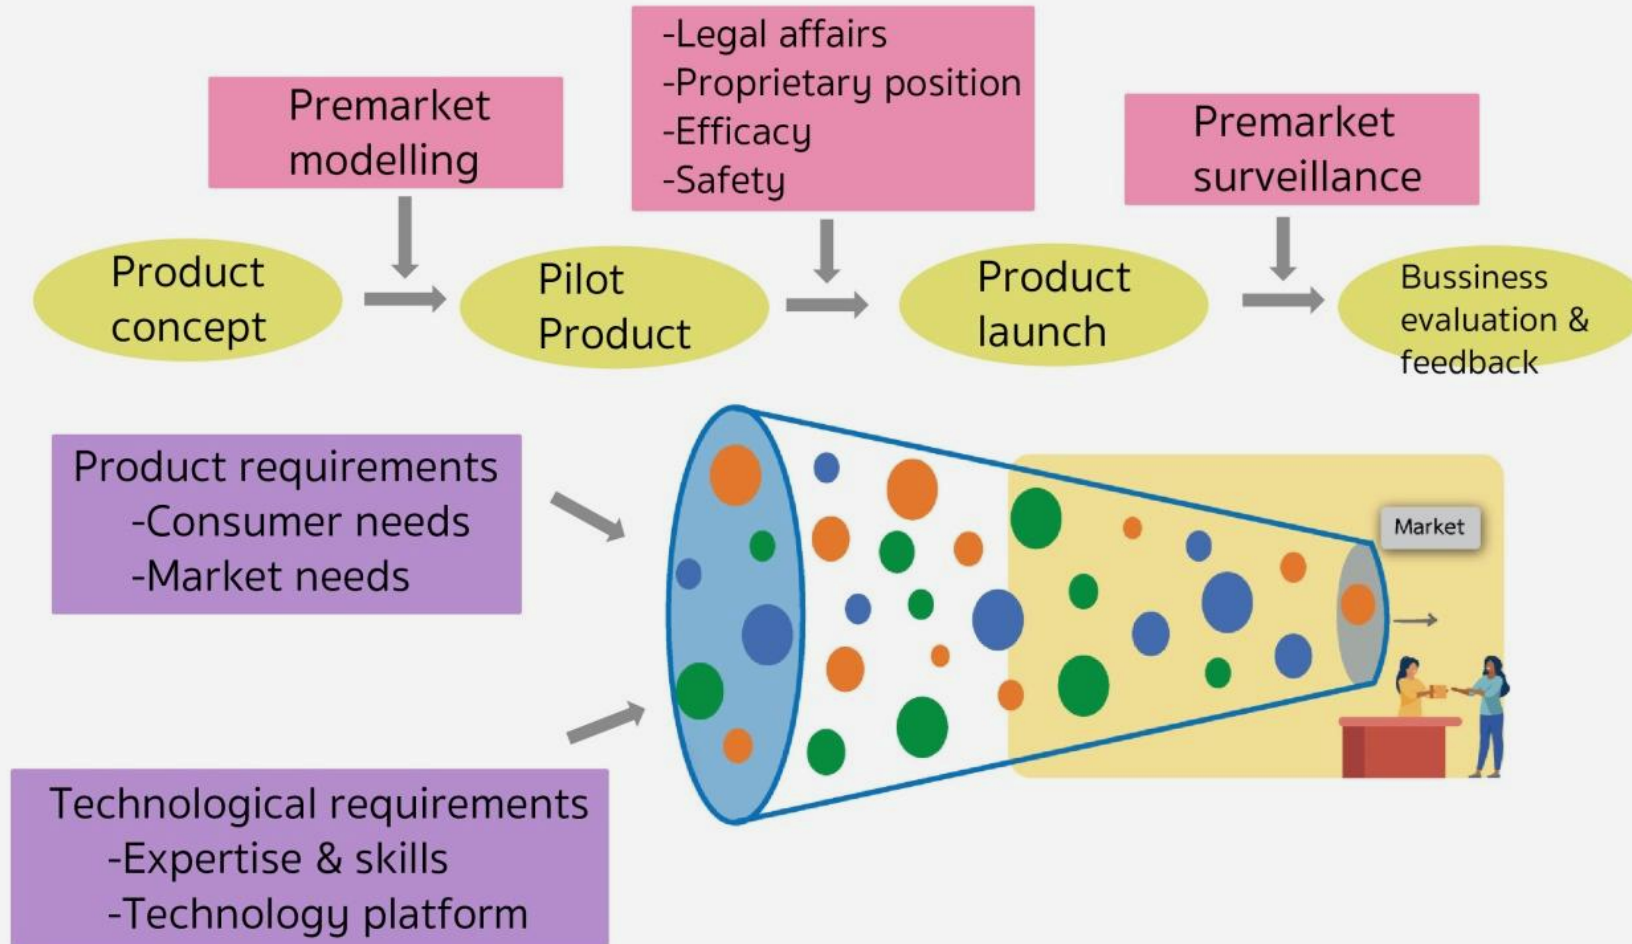 Premarket
modelling
-Legal affairs
-Proprietary position
-Efficacy
-Safety
Premarket
surveillance
Product
concept
Pilot
Product
Product
launch
Bussiness
evaluation &
feedback
Product requirements
-Consumer needs
-Market needs
Market
Technological requirements
-Expertise & skills
-Technology platform